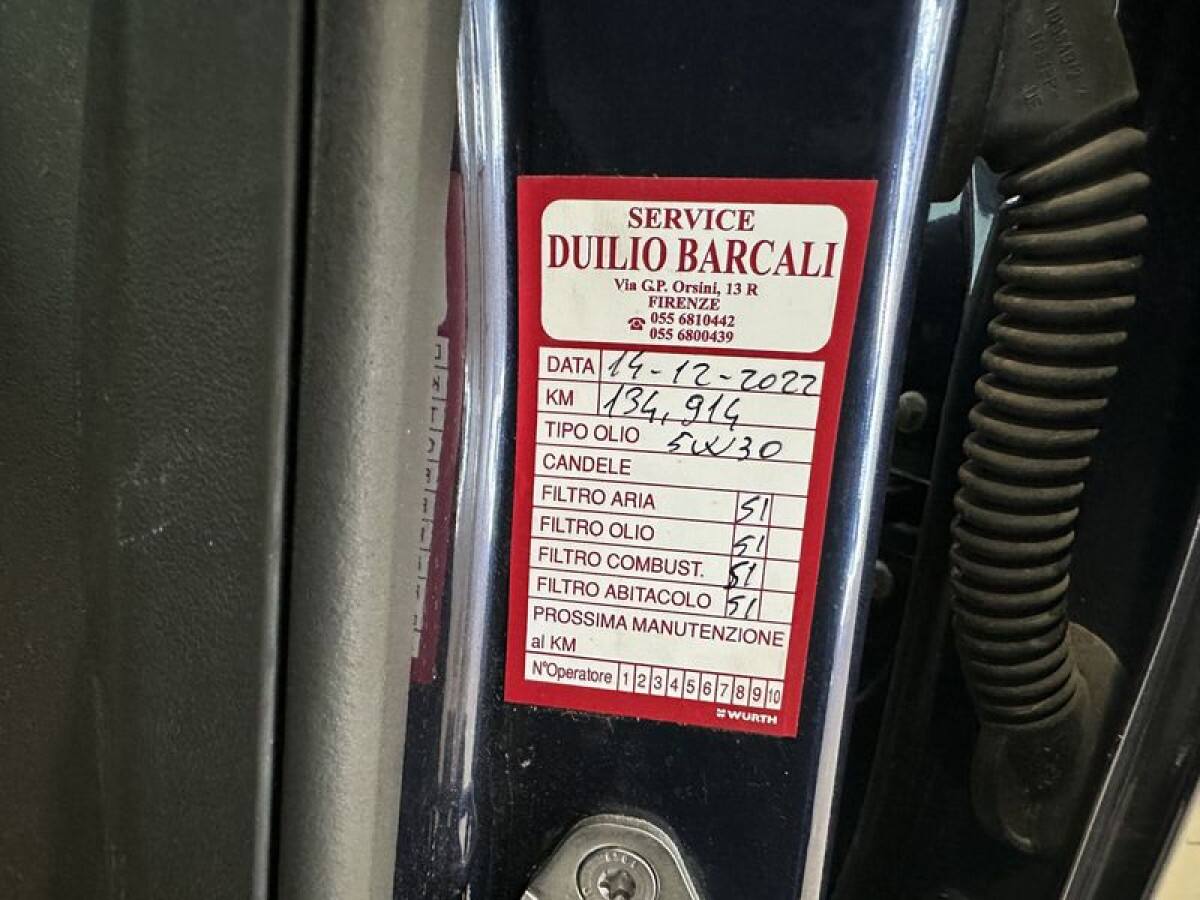 SERVICE
DUILIO BARCALI
Via G.P. Orsini, 13 R
FIRENZE
055 6810442
055 6800439
DATA 14-12-2022
KM 134,914
TIPO OLIO 5W30
CANDELE
FILTRO ARIA SI
FILTRO OLIO SI
FILTRO COMBUST. SI
FILTRO ABITACOLO SI
PROSSIMA MANUTENZIONE
al KM
N°Operatore 1 2 3 4 5 6 7 8 9 10
WURTH